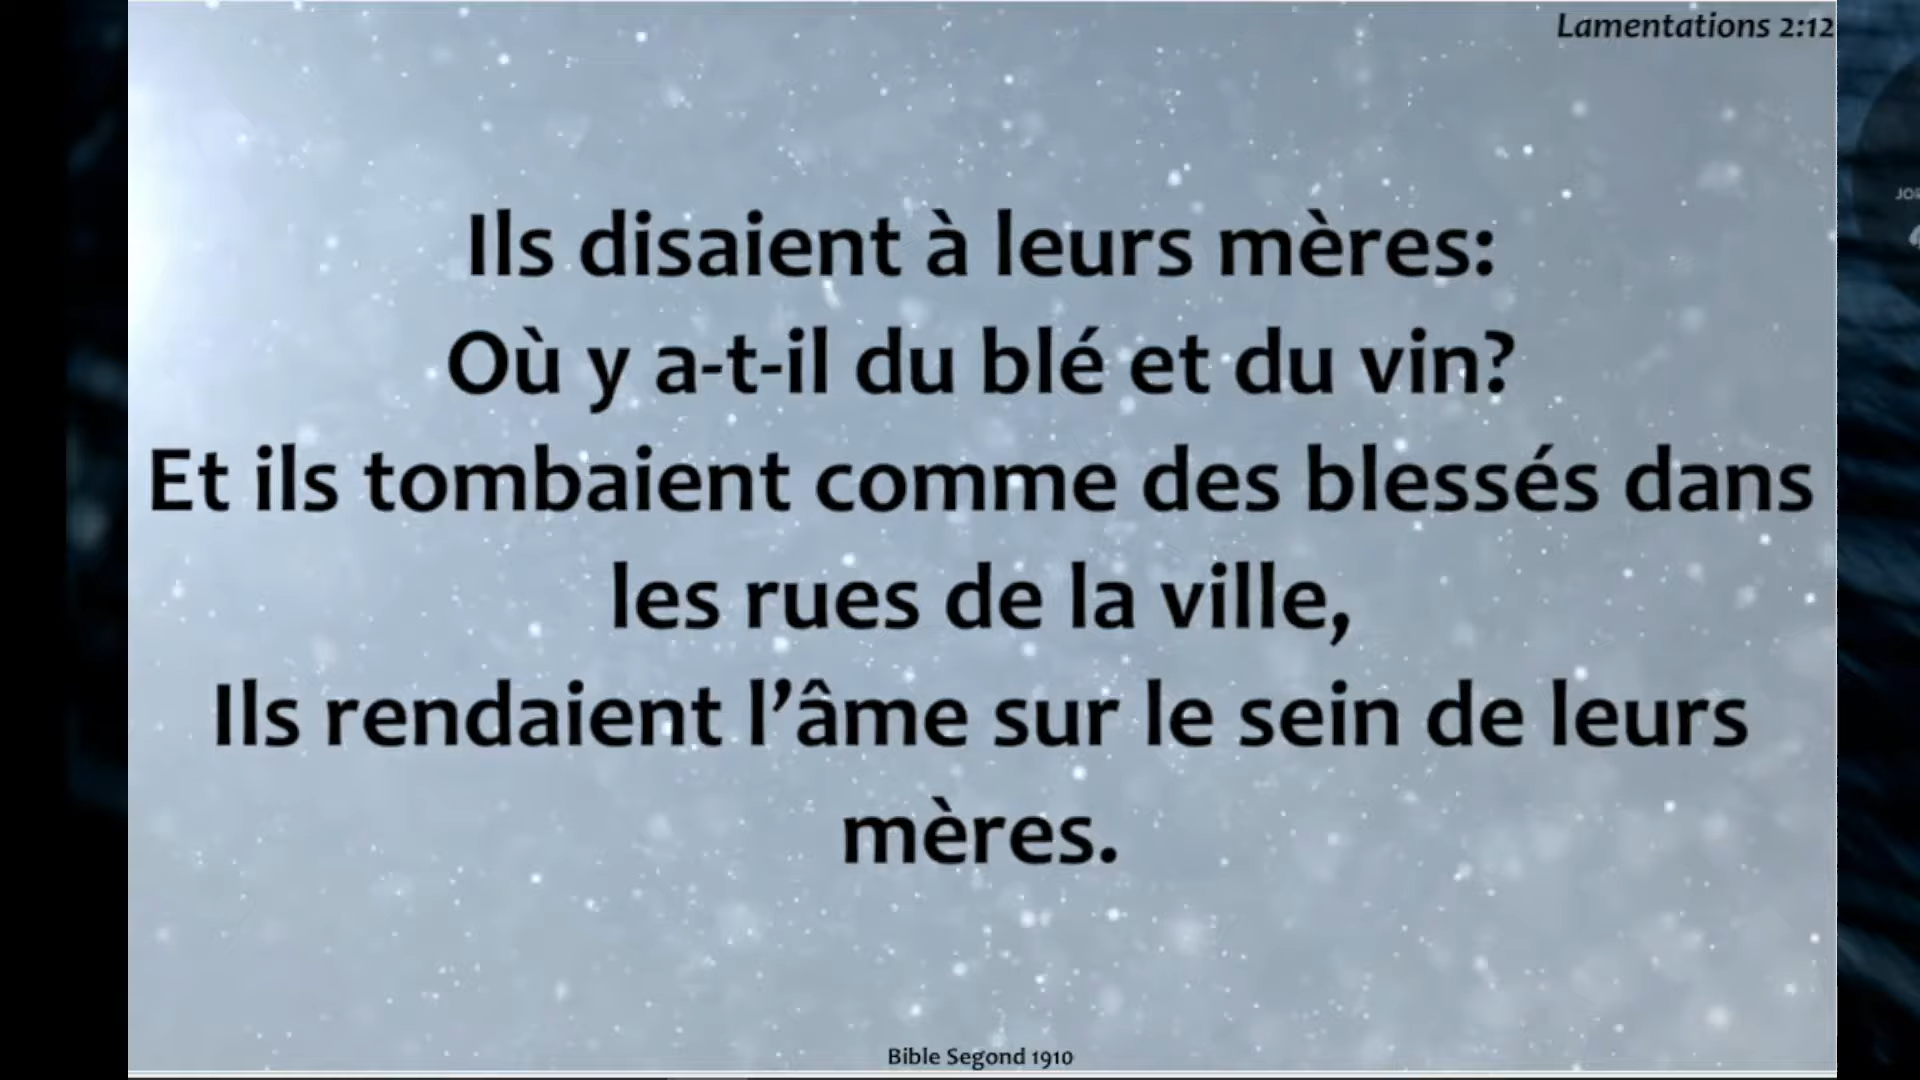 Lamentations 2:12
Ils disaient à leurs mères:
Où y a-t-il du blé et du vin?
Et ils tombaient comme des blessés dans
les rues de la ville,
Ils rendaient l’âme sur le sein de leurs
mères.
Bible Segond 1910